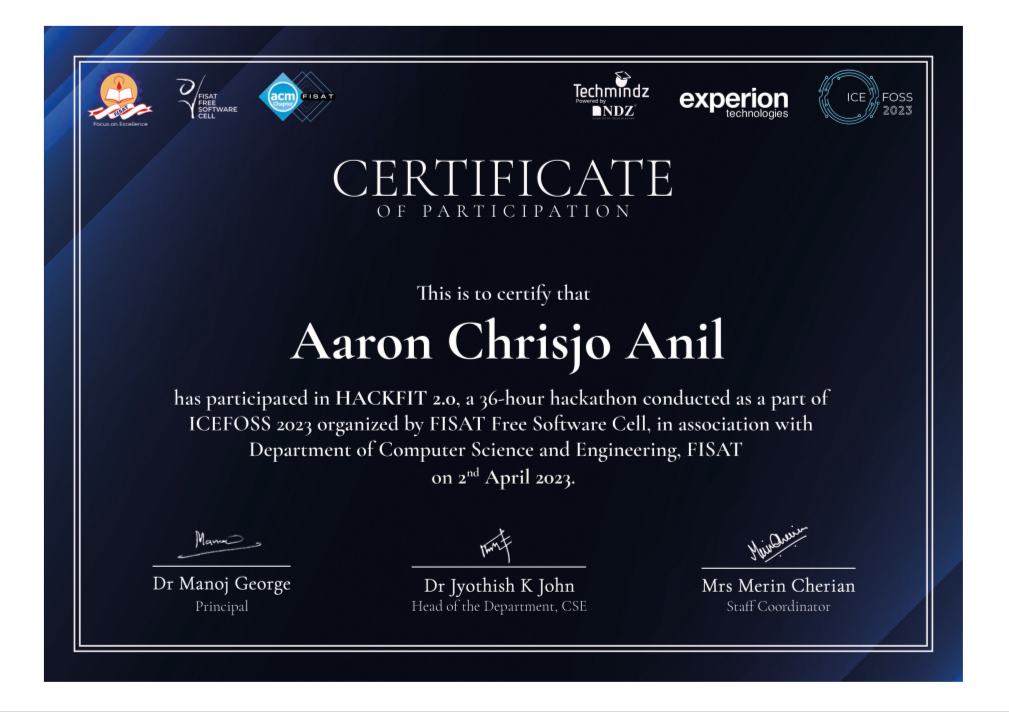 FISAT
Focus on Excellence
FISAT
FREE
SOFTWARE
CELL
acm
Chapter
FISAT
Techmindz
Powered by
NDZ
experion
technologies
ICE FOSS
2023
CERTIFICATE
OF PARTICIPATION
This is to certify that
Aaron Chrisjo Anil
has participated in HACKFIT 2.0, a 36-hour hackathon conducted as a part of
ICEFOSS 2023 organized by FISAT Free Software Cell, in association with
Department of Computer Science and Engineering, FISAT
on 2nd April 2023.
Dr Manoj George
Principal
Dr Jyothish K John
Head of the Department, CSE
Mrs Merin Cherian
Staff Coordinator